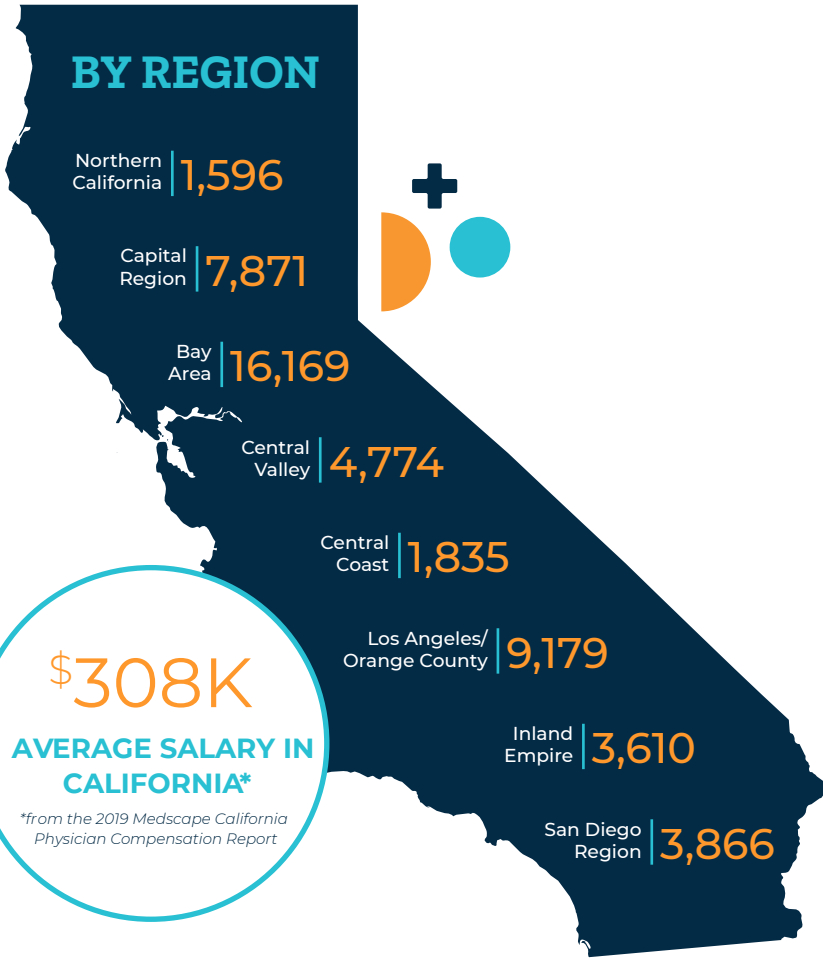 BY REGION
Northern
California
1,596
Capital
Region
7,871
Bay
Area
16,169
Central
Valley
4,774
Central
Coast
1,835
Los Angeles/
Orange County
9,179
Inland
Empire
3,610
San Diego
Region
3,866
$308K
AVERAGE SALARY IN
CALIFORNIA*
*from the 2019 Medscape California
Physician Compensation Report